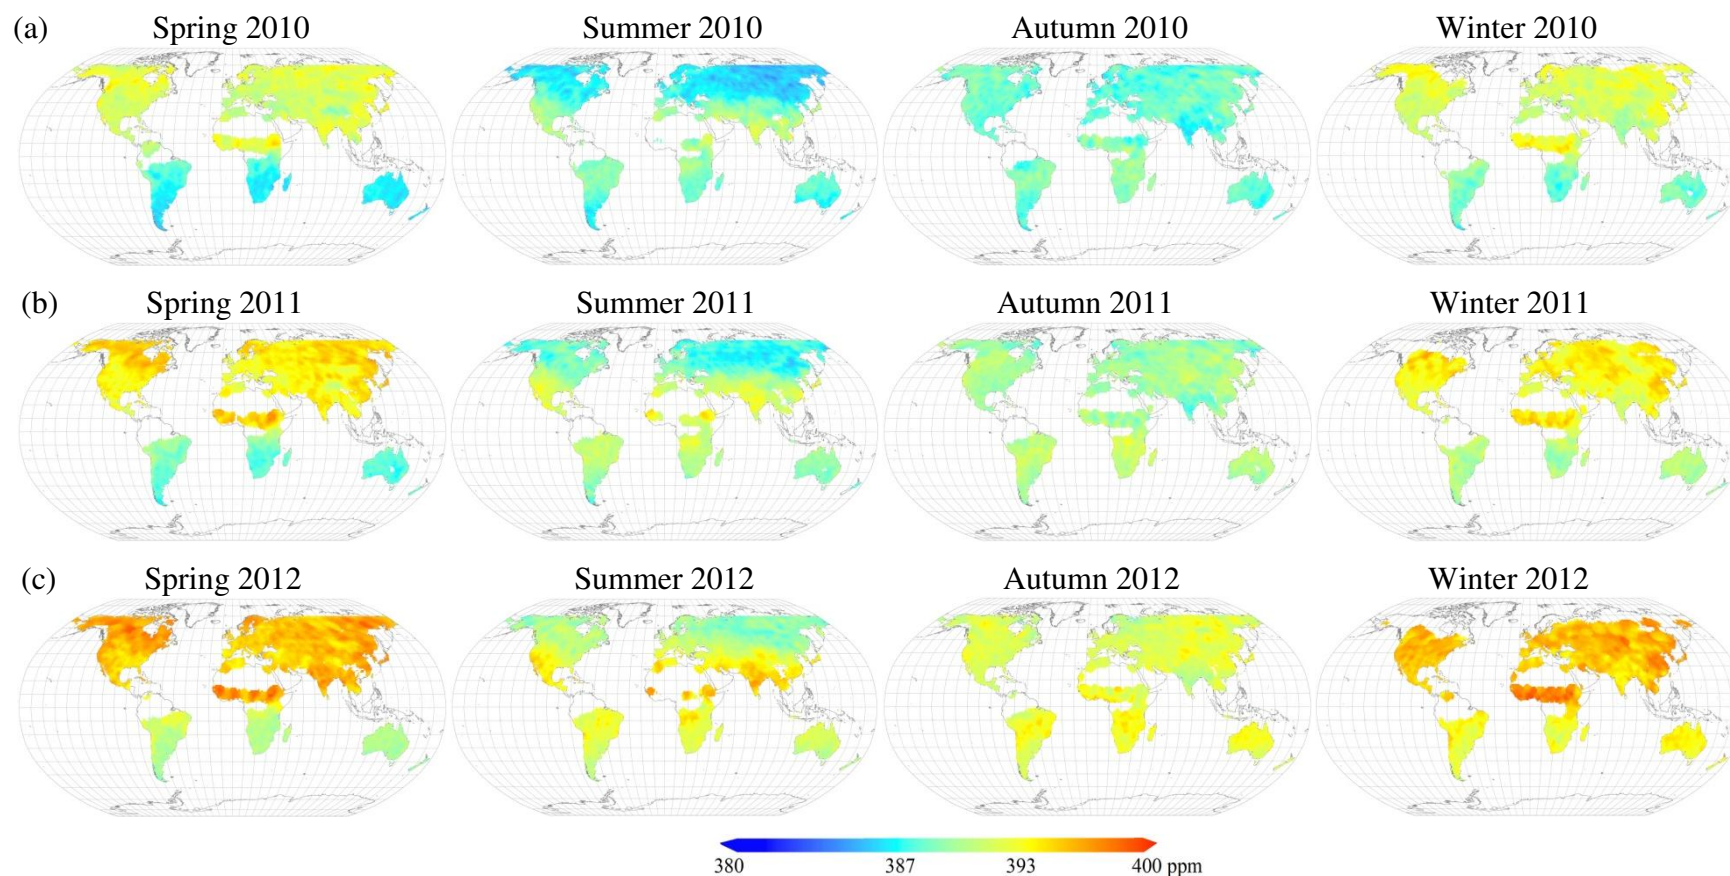 (a) Spring 2010 Summer 2010 Autumn 2010 Winter 2010
(b) Spring 2011 Summer 2011 Autumn 2011 Winter 2011
(c) Spring 2012 Summer 2012 Autumn 2012 Winter 2012
380 387 393 400 ppm